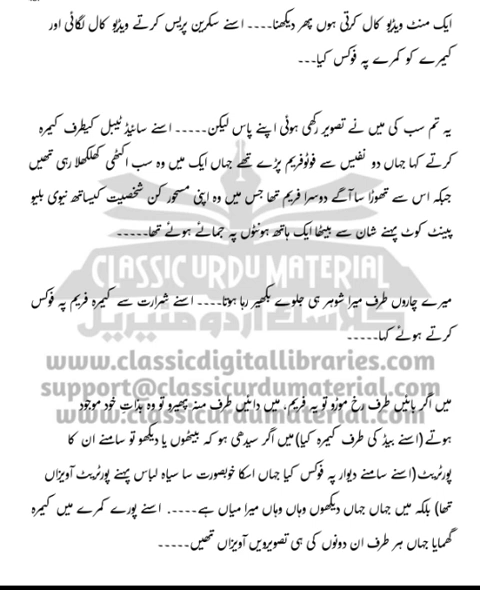 ایک منٹ ویڈیو کال کرتی ہوں پھر دیکھنا۔۔۔۔ اسنے سکرین پریس کرتے ویڈیو کال لگائی اور
کیمرے کو کمرے پہ فوکس کیا۔۔۔
یہ تم سب کی میں نے تصویر رکھی ہوئی اپنے پاس لیکن۔۔۔۔۔ اسنے سائیڈ ٹیبل کیطرف کیمرہ
کرتے کہا جہاں دو نفیس سے فوٹوفریم پڑے تھے جہاں ایک میں وہ سب اکٹھی کھلکھلا رہی تھیں
جبکہ اس سے تھوڑا سا آگے دوسرا فریم تھا جس میں وہ اپنی مسحور کن شخصیت کیساتھ نیوی بلیو
پینٹ کوٹ پہنے شان سے بیٹھا ایک ہاتھ ہونٹوں پہ جمائے ہوئے تھا۔۔۔۔۔
CLASSIC URDU MATERIAL
میرے چاروں طرف میرا شوہر ہی جلوے بکھیر رہا ہوتا۔۔۔۔ اسنے شرارت سے کیمرہ فریم پہ فوکس
کلاسک اردو میٹیریل
کرتے ہوئے کہا۔۔۔۔۔
www.classicdigitallibraries.com
support@classicurdumaterial.com
میں اگر بائیں طرف رخ موڑو تو یہ فریم، میں دائیں طرف منہ پھیرو تو وہ بذات خود موجود
www.classicurdumaterial.com
ہوتے (اسنے بیڈ کی طرف کیمرہ کیا) میں اگر سیدھی ہو کہ بیٹھوں یا دیکھو تو سامنے ان کا
پورٹریٹ (اسنے سامنے دیوار پہ فوکس کیا جہاں اسکا خوبصورت سا سیاہ لباس پہنے پورٹریٹ آویزاں
تھا) بلکہ میں جہاں جہاں دیکھوں وہاں وہاں میرا میاں ہے۔۔۔۔. اسنے پورے کمرے میں کیمرہ
گھمایا جہاں ہر طرف ان دونوں کی ہی تصویرویں آویزاں تھیں۔۔۔۔۔